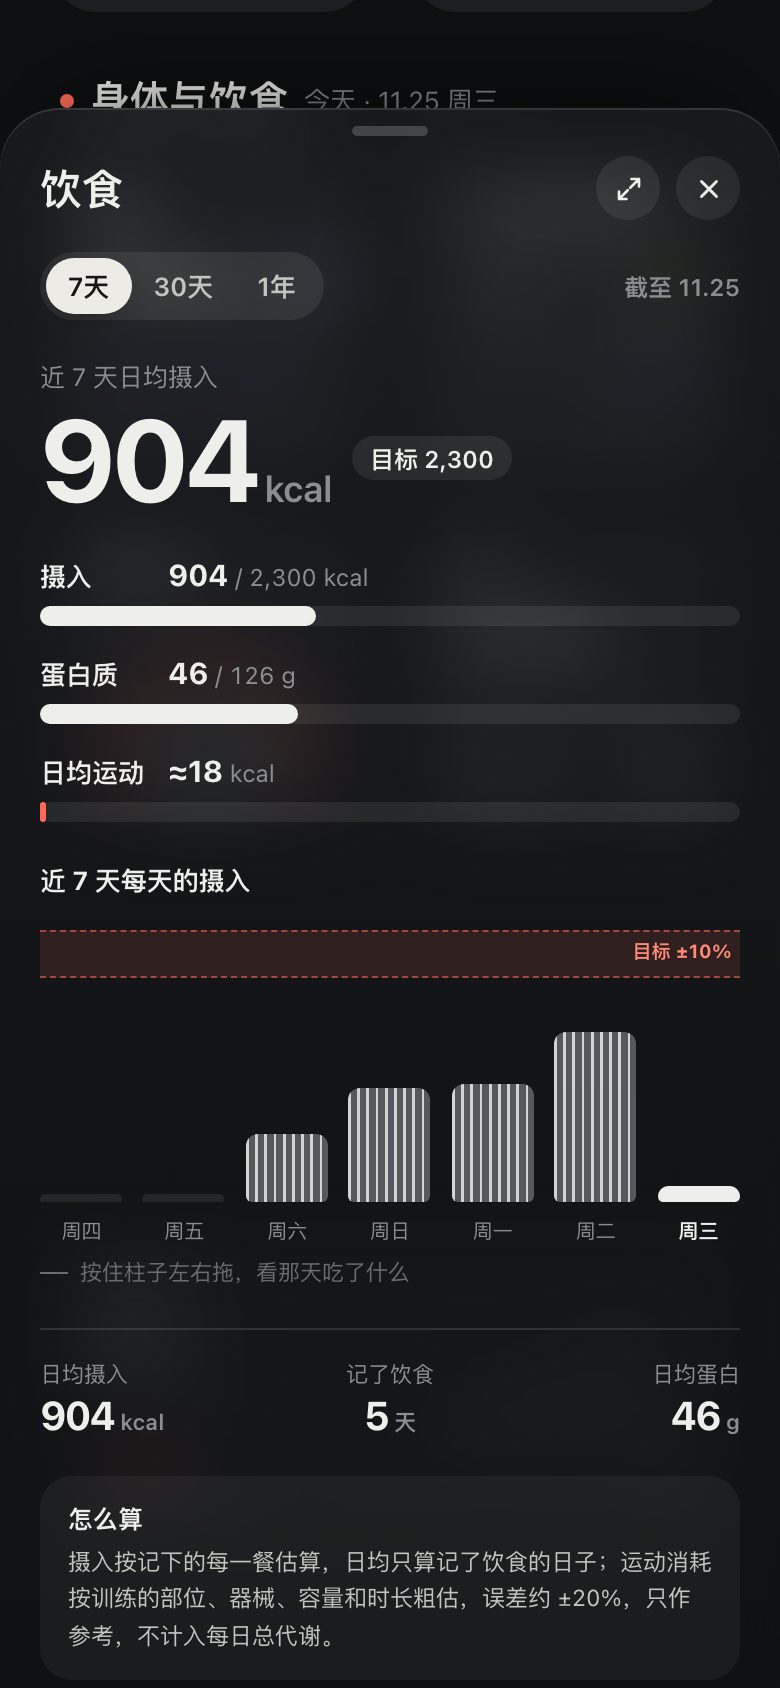 身体与饮食 今天 · 11.25 周三
饮食
7天 30天 1年 截至 11.25
近 7 天日均摄入
904 kcal 目标 2,300
摄入 904 / 2,300 kcal
蛋白质 46 / 126 g
日均运动 ≈18 kcal
近 7 天每天的摄入
目标 ±10%
周四 周五 周六 周日 周一 周二 周三
按住柱子左右拖，看那天吃了什么
日均摄入 记了饮食 日均蛋白
904 kcal 5 天 46 g
怎么算
摄入按记下的每一餐估算，日均只算记了饮食的日子；运动消耗
按训练的部位、器械、容量和时长粗估，误差约 ±20%，只作
参考，不计入每日总代谢。